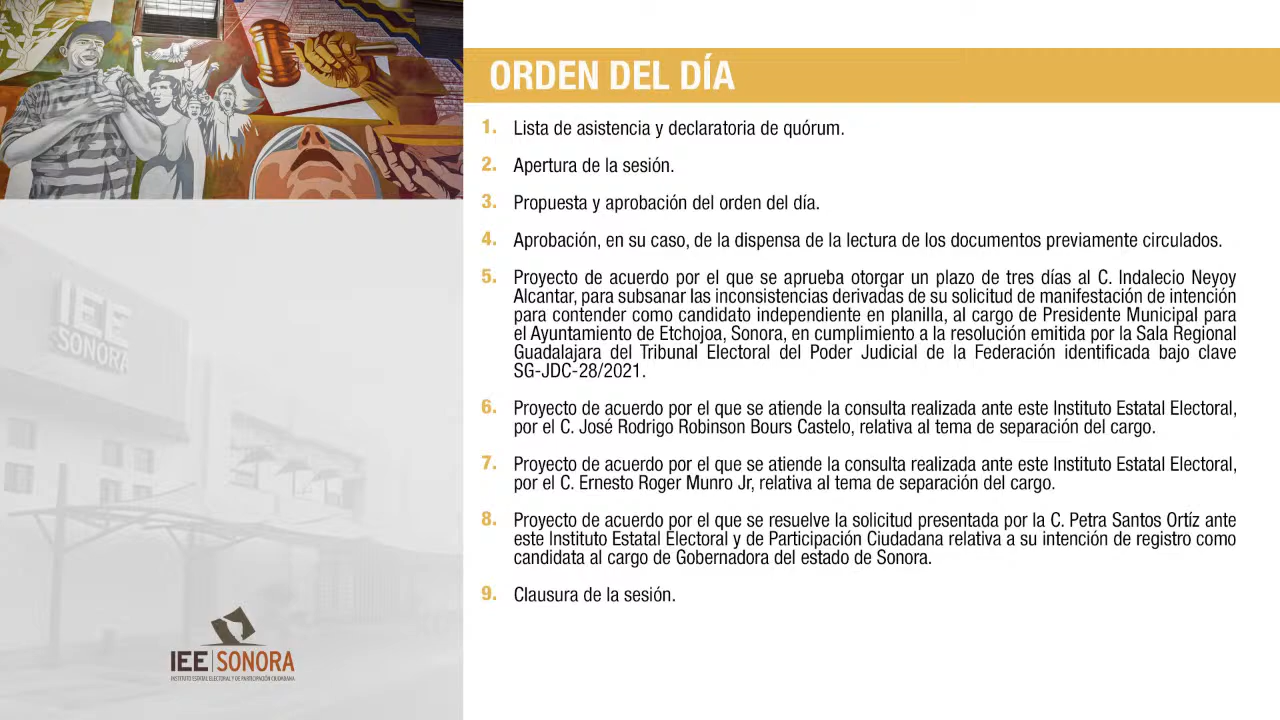 ORDEN DEL DÍA
1. Lista de asistencia y declaratoria de quórum.
2. Apertura de la sesión.
3. Propuesta y aprobación del orden del día.
4. Aprobación, en su caso, de la dispensa de la lectura de los documentos previamente circulados.
5. Proyecto de acuerdo por el que se aprueba otorgar un plazo de tres días al C. Indalecio Neyoy
Alcantar, para subsanar las inconsistencias derivadas de su solicitud de manifestación de intención
para contender como candidato independiente en planilla, al cargo de Presidente Municipal para
el Ayuntamiento de Etchojoa, Sonora, en cumplimiento a la resolución emitida por la Sala Regional
Guadalajara del Tribunal Electoral del Poder Judicial de la Federación identificada bajo clave
SG-JDC-28/2021.
6. Proyecto de acuerdo por el que se atiende la consulta realizada ante este Instituto Estatal Electoral,
por el C. José Rodrigo Robinson Bours Castelo, relativa al tema de separación del cargo.
7. Proyecto de acuerdo por el que se atiende la consulta realizada ante este Instituto Estatal Electoral,
por el C. Ernesto Roger Munro Jr, relativa al tema de separación del cargo.
8. Proyecto de acuerdo por el que se resuelve la solicitud presentada por la C. Petra Santos Ortíz ante
este Instituto Estatal Electoral y de Participación Ciudadana relativa a su intención de registro como
candidata al cargo de Gobernadora del estado de Sonora.
9. Clausura de la sesión.
IEE
SONORA
IEE SONORA
INSTITUTO ESTATAL ELECTORAL Y DE PARTICIPACIÓN CIUDADANA